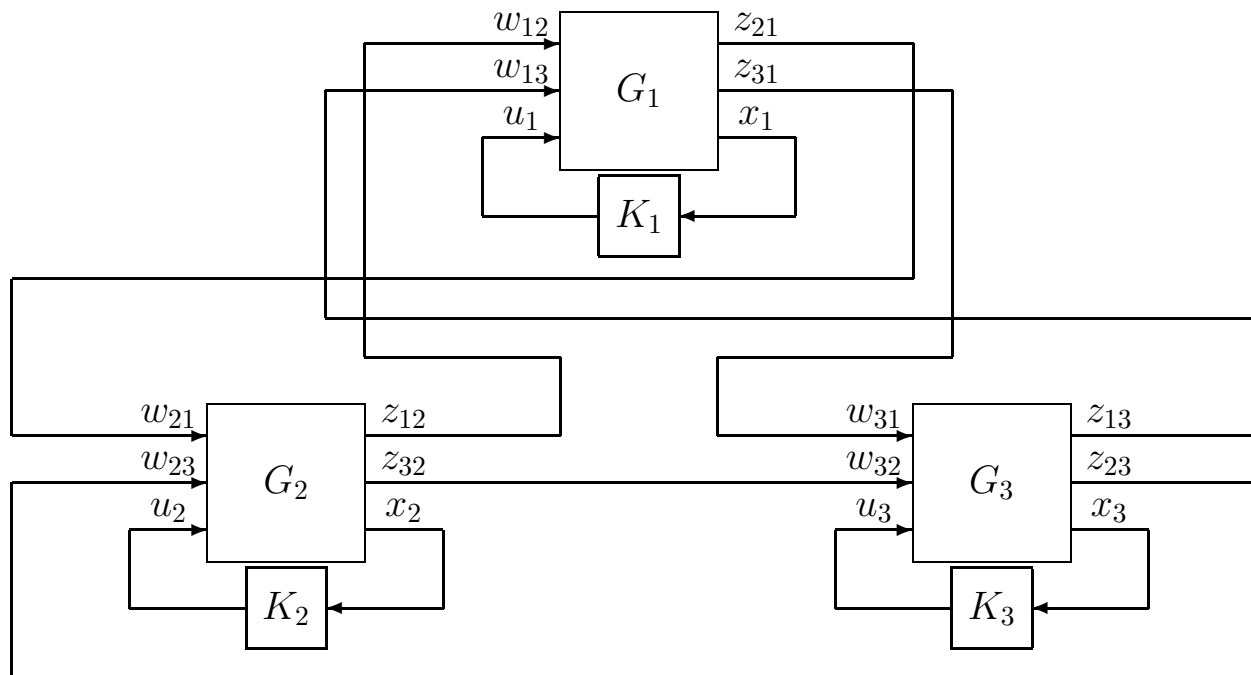 w₁₂ z₂₁
w₁₃ G₁ z₃₁
u₁ x₁
K₁
w₂₁ z₁₂ w₃₁ z₁₃
w₂₃ G₂ z₃₂ w₃₂ G₃ z₂₃
u₂ x₂ u₃ x₃
K₂ K₃